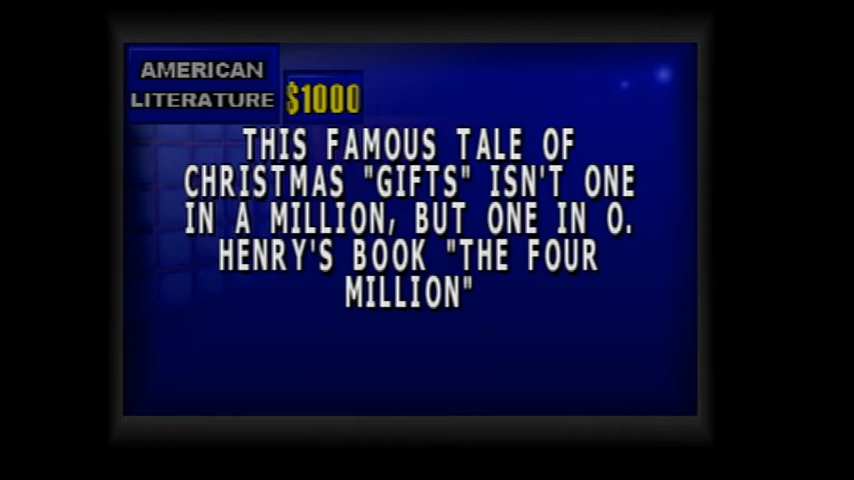 AMERICAN
LITERATURE
$1000
THIS FAMOUS TALE OF
CHRISTMAS "GIFTS" ISN'T ONE
IN A MILLION, BUT ONE IN O.
HENRY'S BOOK "THE FOUR
MILLION"